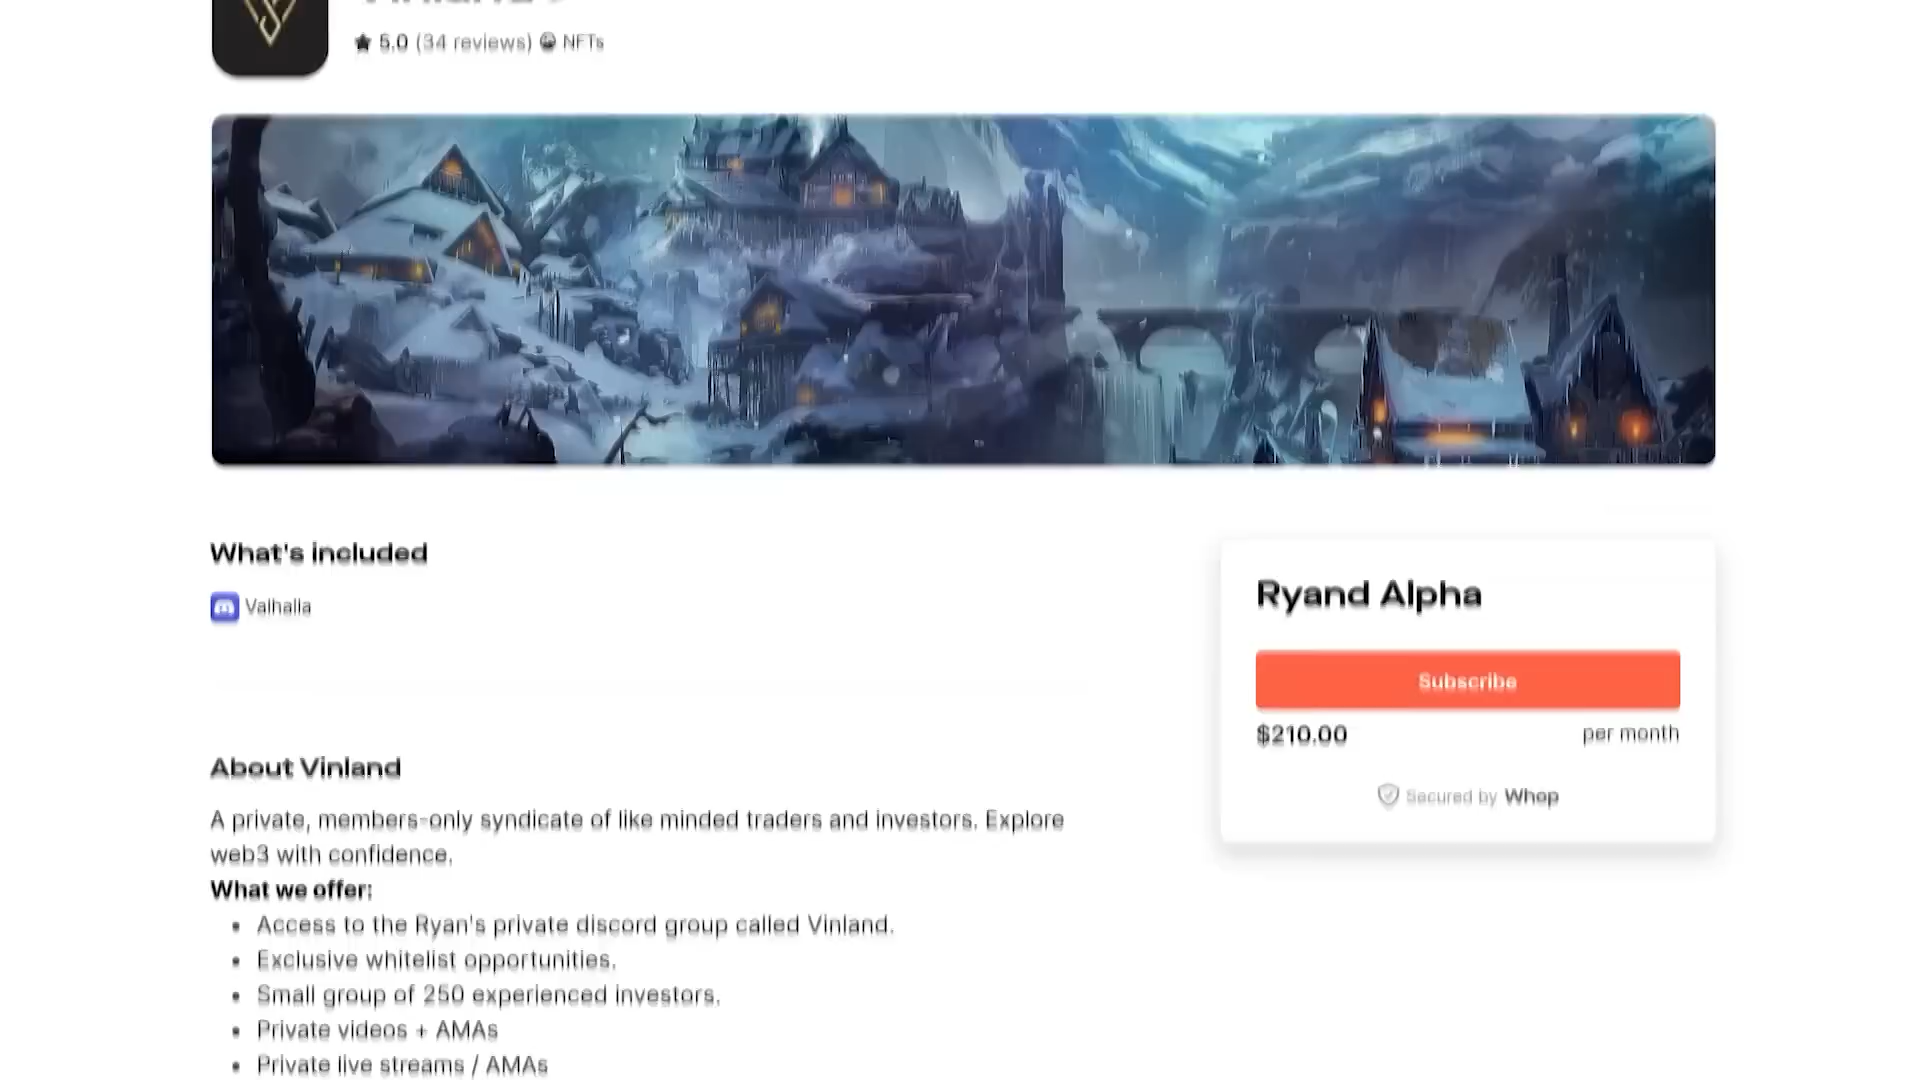 5.0 (34 reviews) NFTs
What's included
Valhalla
Ryand Alpha
Subscribe
$210.00 per month
Secured by Whop
About Vinland
A private, members-only syndicate of like minded traders and investors. Explore
web3 with confidence.
What we offer:
Access to the Ryan's private discord group called Vinland.
Exclusive whitelist opportunities.
Small group of 250 experienced investors.
Private videos + AMAs
Private live streams / AMAs